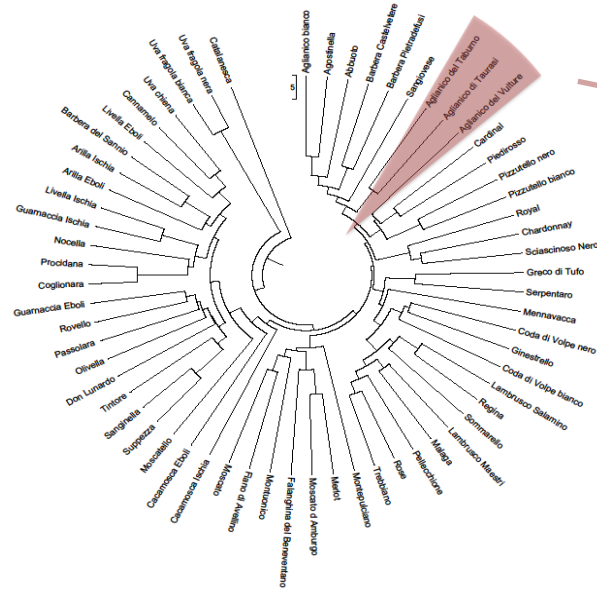 Aglianico bianco
Agostinella
Abbuoto
Barbera Castelvetere
Barbera Pietradefusi
Sangiovese
Aglianico del Taburno
Aglianico di Taurasi
Aglianico del Vulture
Cardinal
Piedirosso
Pizzutello nero
Pizzutello bianco
Royal
Chardonnay
Sciascinoso Nero
Greco di Tufo
Serpentaro
Mennavacca
Coda di Volpe nero
Ginestrello
Coda di Volpe bianco
Lambrusco Salamino
Regina
Sommarello
Lambrusco Maestri
Malaga
Pellecchione
Rose
Trebbiano
Montepulciano
Merlot
Moscato d Amburgo
Falanghina del Beneventano
Montuonico
Fiano di Avellino
Moscato
Cacamosca Ischia
Cacamosca Eboli
Moscatello
Suppezza
Sanginella
Tintore
Don Lunardo
Olivella
Passolara
Rovello
Guarnaccia Eboli
Coglionara
Procidana
Nocella
Guarnaccia Ischia
Livella Ischia
Arilla Eboli
Arilla Ischia
Barbera del Sannio
Livella Eboli
Cannamelo
Uva chiena
Uva fragola bianca
Uva fragola nera
Catalanesca
5